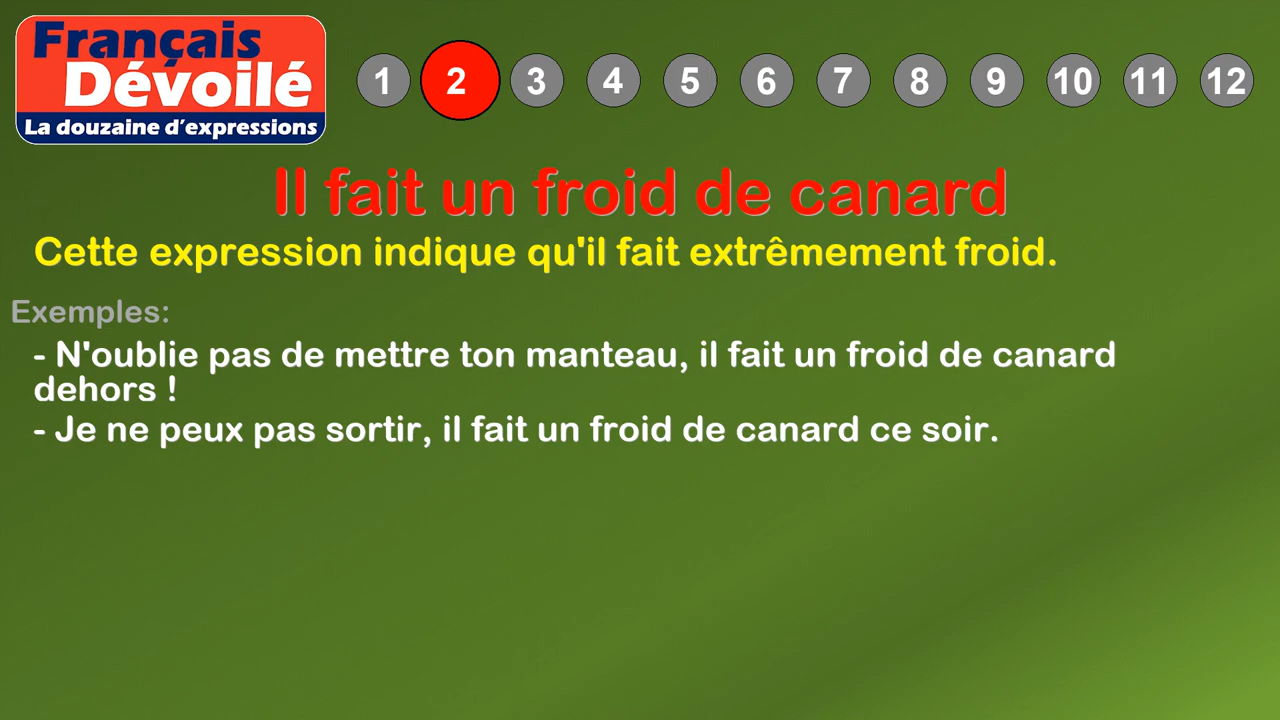 Français
Dévoilé
La douzaine d'expressions
1 2 3 4 5 6 7 8 9 10 11 12
Il fait un froid de canard
Cette expression indique qu'il fait extrêmement froid.
Exemples:
- N'oublie pas de mettre ton manteau, il fait un froid de canard
dehors !
- Je ne peux pas sortir, il fait un froid de canard ce soir.